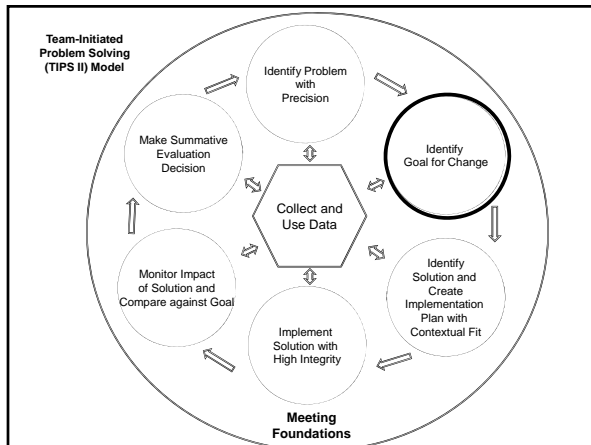 Team-Initiated
Problem Solving
(TIPS II) Model
Identify Problem
with
Precision
Identify
Goal for Change
Identify
Solution and
Create
Implementation
Plan with
Contextual Fit
Implement
Solution with
High Integrity
Monitor Impact
of Solution and
Compare against Goal
Make Summative
Evaluation
Decision
Collect and
Use Data
Meeting
Foundations